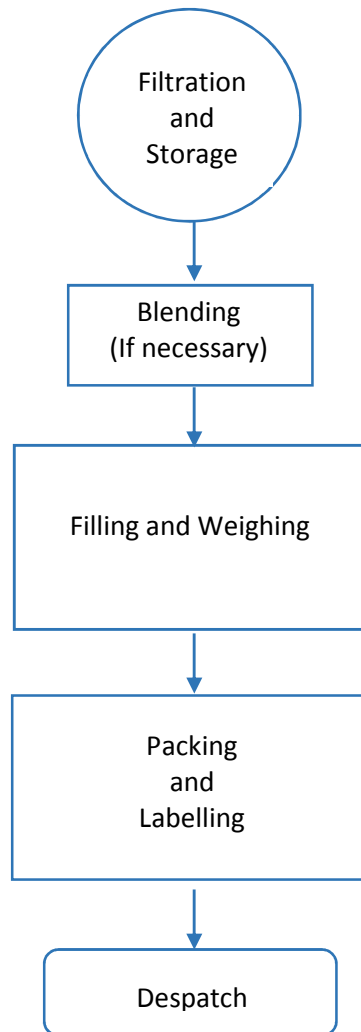 Filtration
and
Storage
Blending
(If necessary)
Filling and Weighing
Packing
and
Labelling
Despatch